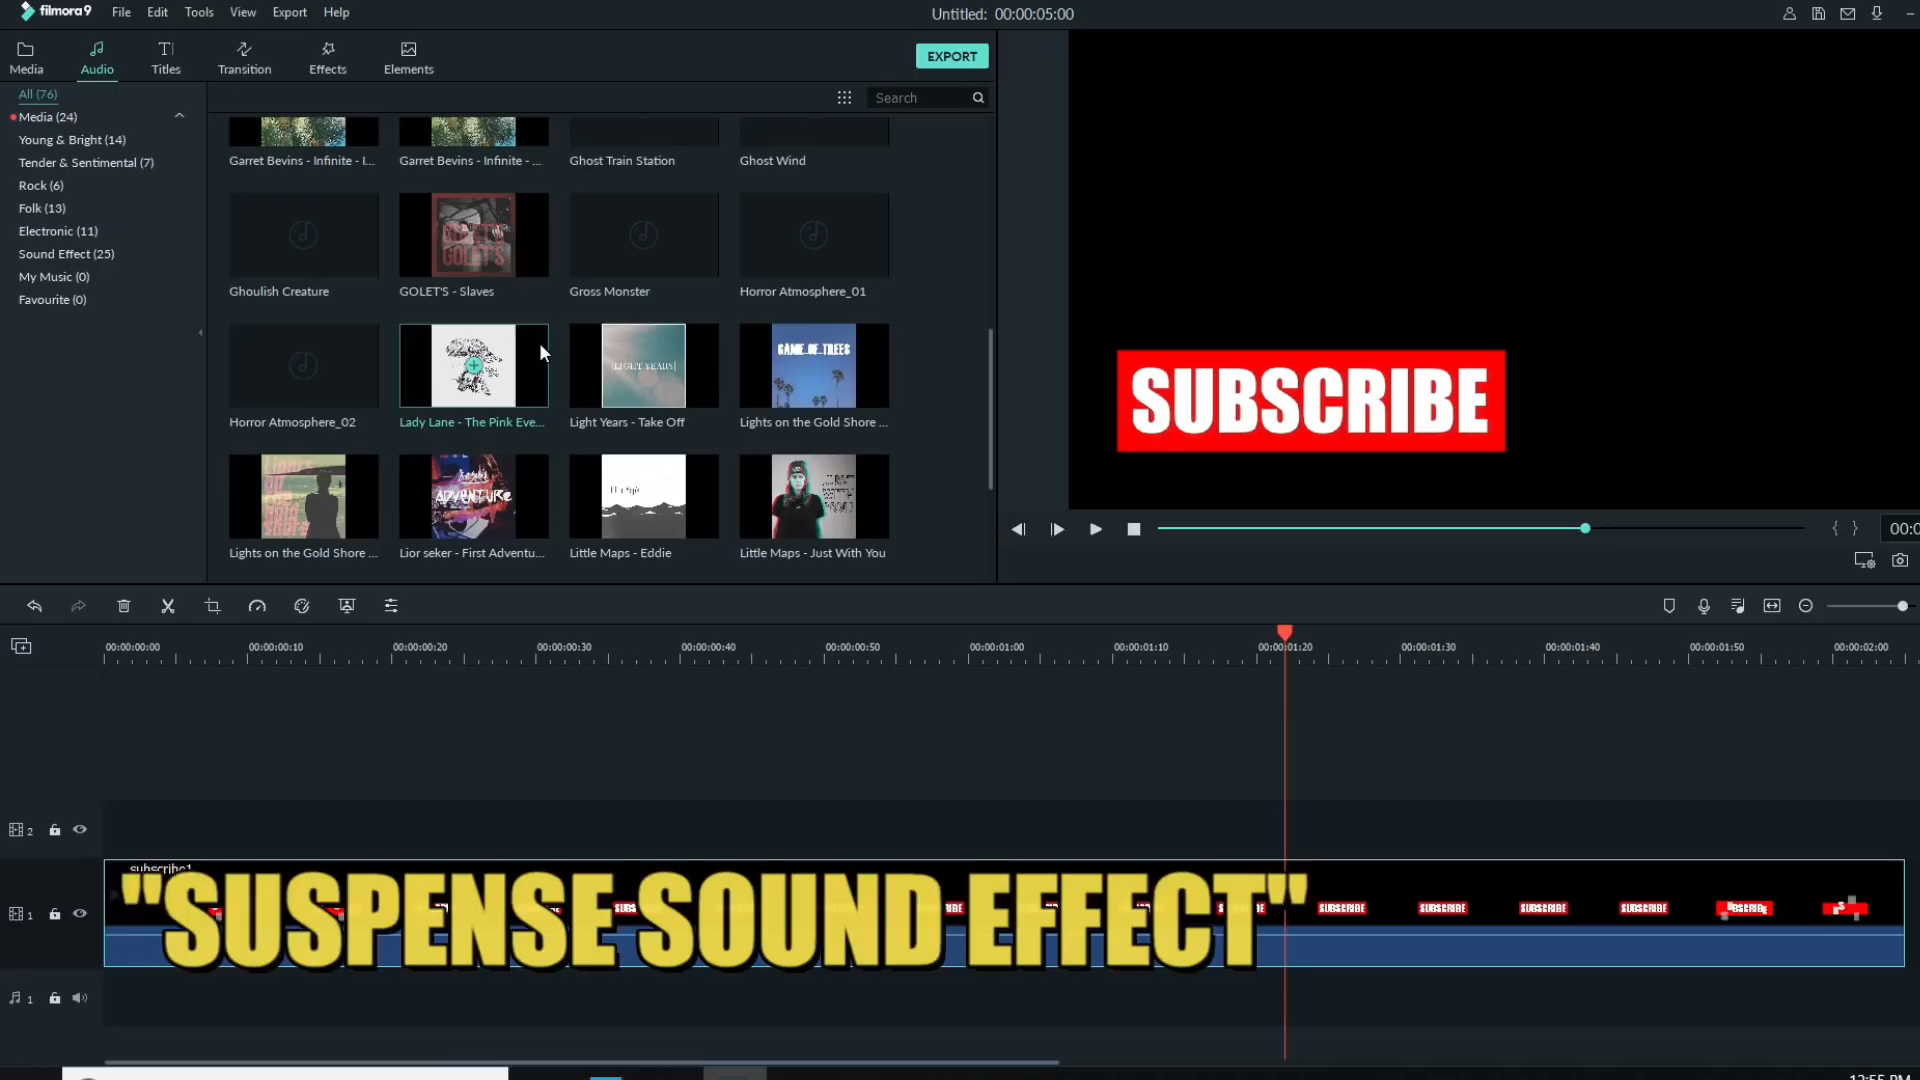 filmora9 File Edit Tools View Export Help
Untitled: 00:00:05:00
Media Audio Titles Transition Effects Elements
EXPORT
All (76)
Search
Media (24)
Young & Bright (14)
Tender & Sentimental (7)
Rock (6)
Folk (13)
Electronic (11)
Sound Effect (25)
My Music (0)
Favourite (0)
Garret Bevins - Infinite - I...
Garret Bevins - Infinite - ...
Ghost Train Station
Ghost Wind
GOLET'S
Ghoulish Creature
GOLET'S - Slaves
Gross Monster
Horror Atmosphere_01
LIGHT YEARS
GAME OF TREES
Horror Atmosphere_02
Lady Lane - The Pink Eve...
Light Years - Take Off
Lights on the Gold Shore ...
ADVENTURE
Lights on the Gold Shore ...
Lior seker - First Adventu...
Little Maps - Eddie
Little Maps - Just With You
SUBSCRIBE
00:0
00:00:00:00 00:00:00:10 00:00:00:20 00:00:00:30 00:00:00:40 00:00:00:50 00:00:01:00 00:00:01:10 00:00:01:20 00:00:01:30 00:00:01:40 00:00:01:50 00:00:02:00
2
subscribe1
1
"SUSPENSE SOUND EFFECT"
SUBSCRIBE SUBSCRIBE SUBSCRIBE SUBSCRIBE
1
12:55 PM